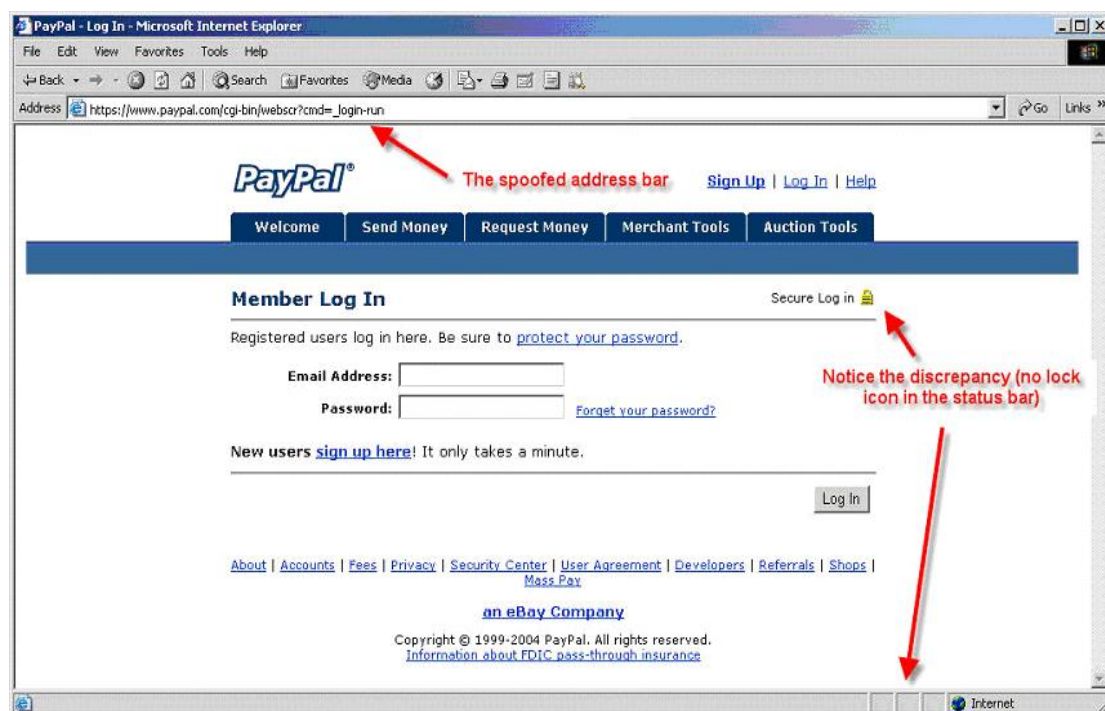 PayPal - Log In - Microsoft Internet Explorer
File Edit View Favorites Tools Help
Back Search Favorites Media
Address https://www.paypal.com/cgi-bin/webscr?cmd=_login-run Go Links »
PayPal®
The spoofed address bar
Sign Up | Log In | Help
Welcome Send Money Request Money Merchant Tools Auction Tools
Member Log In Secure Log in
Registered users log in here. Be sure to protect your password.
Email Address:
Notice the discrepancy (no lock
icon in the status bar)
Password: Forget your password?
New users sign up here! It only takes a minute.
Log In
About | Accounts | Fees | Privacy | Security Center | User Agreement | Developers | Referrals | Shops |
Mass Pay
an eBay Company
Copyright © 1999-2004 PayPal. All rights reserved.
Information about FDIC pass-through insurance
Internet